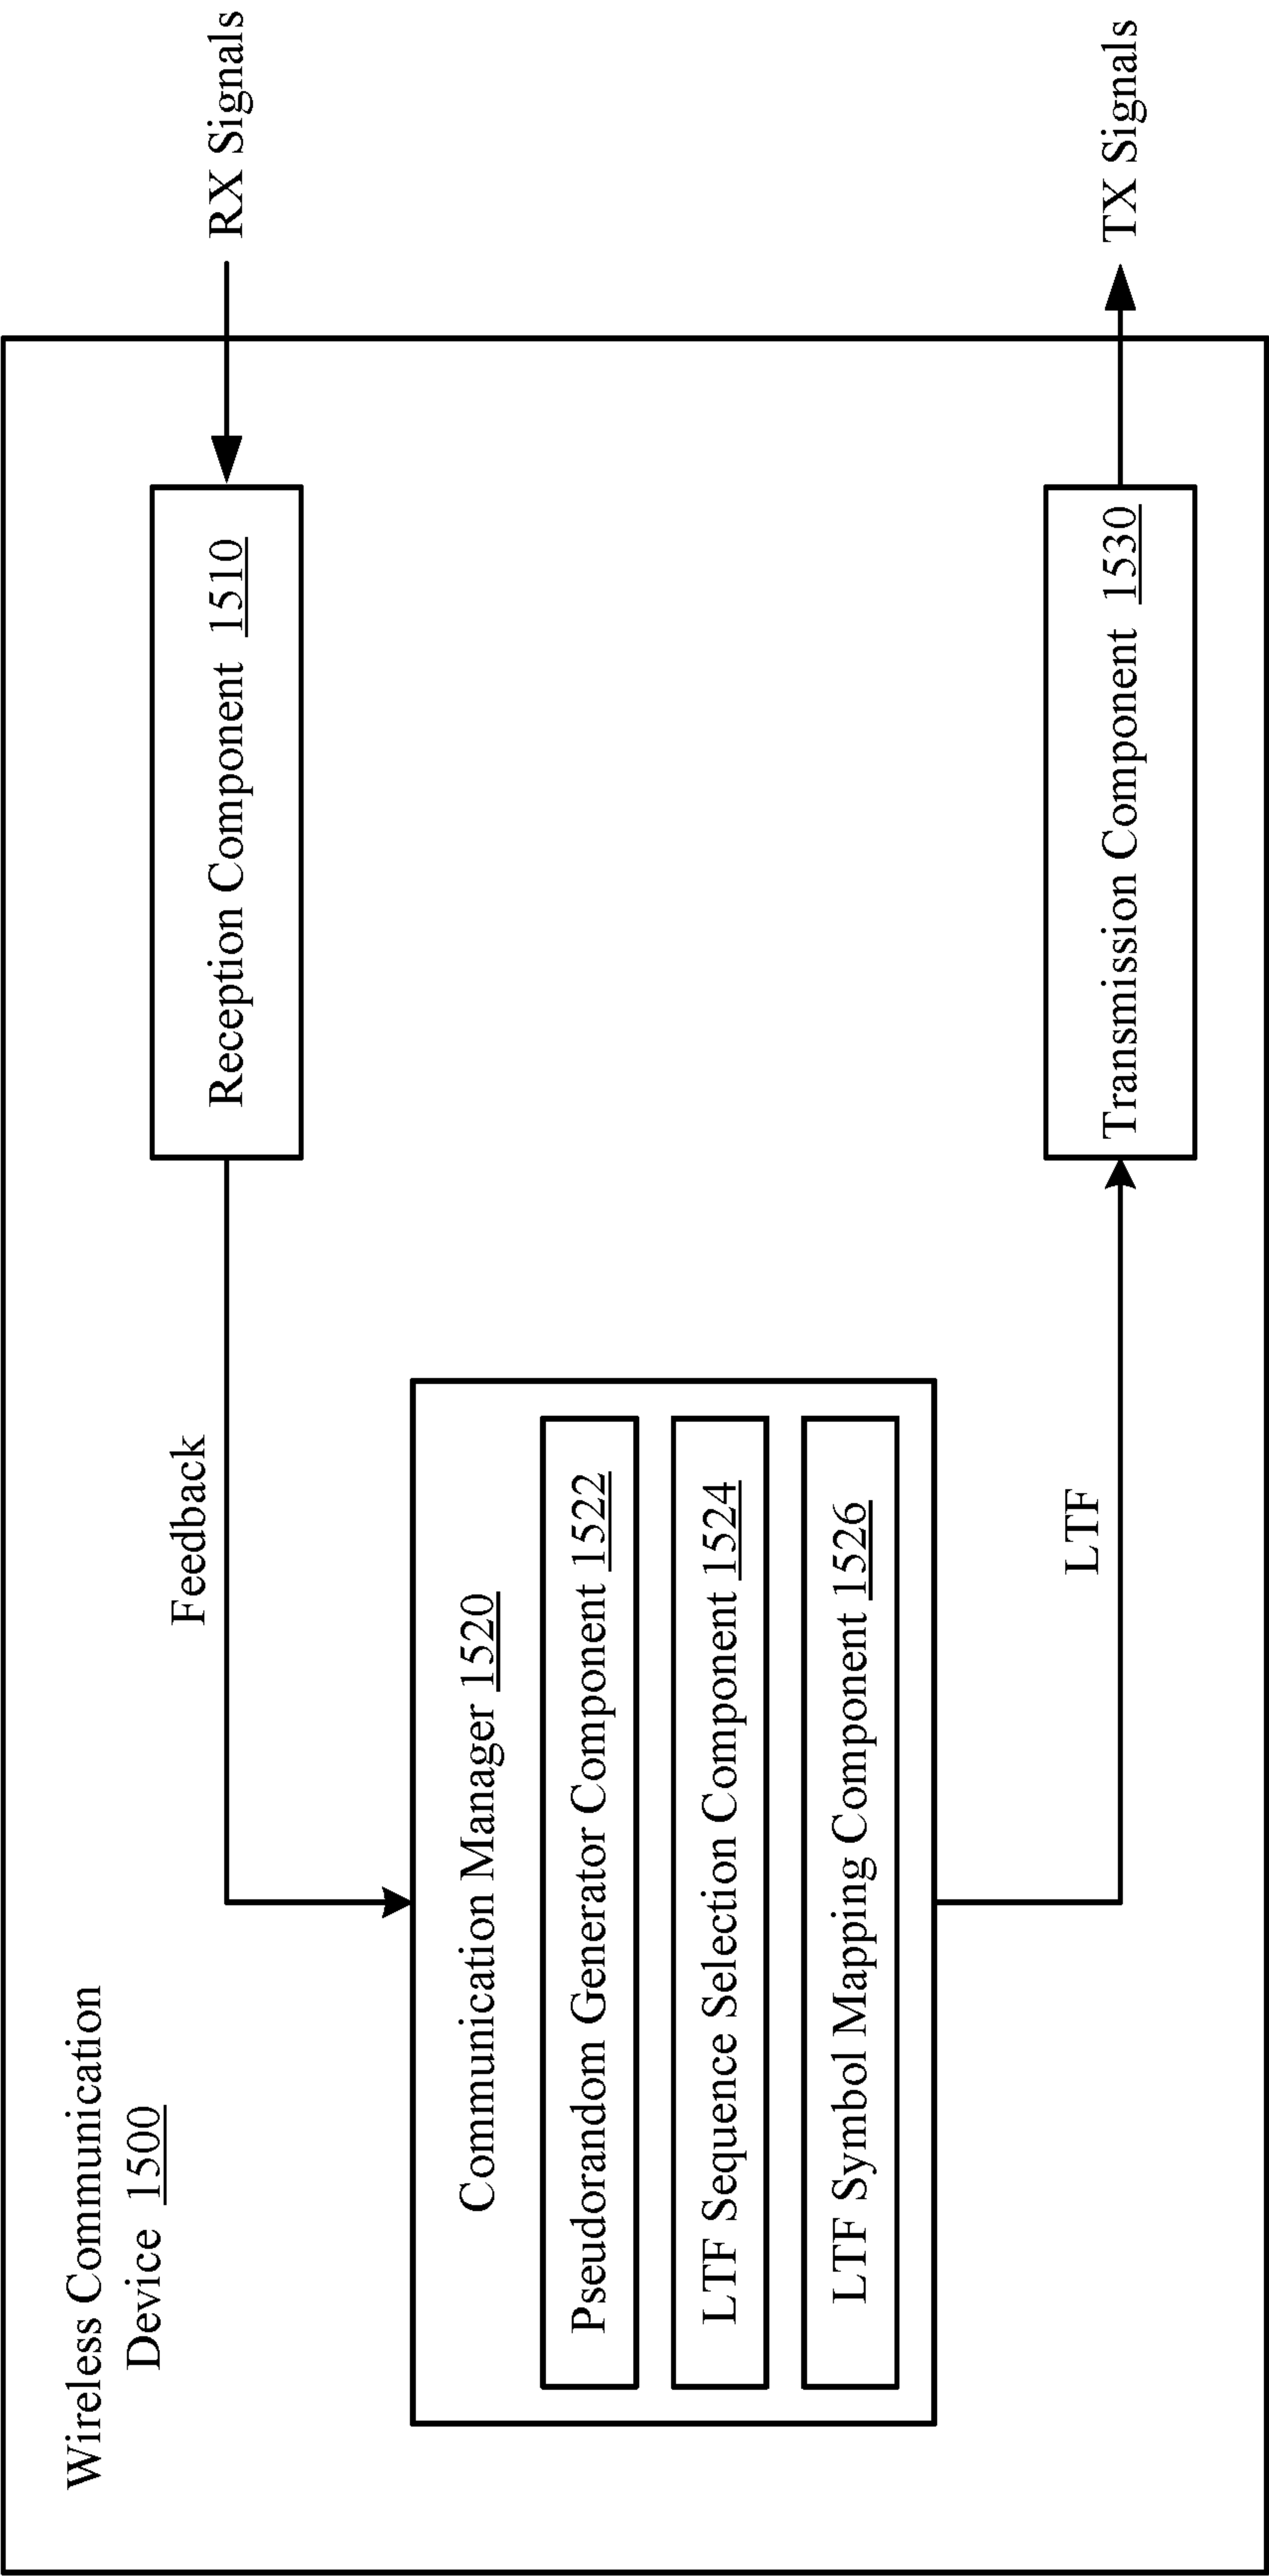 Wireless Communication
Device 1500
Feedback
Reception Component 1510
RX Signals
Communication Manager 1520
Pseudorandom Generator Component 1522
LTF Sequence Selection Component 1524
LTF Symbol Mapping Component 1526
LTF
Transmission Component 1530
TX Signals